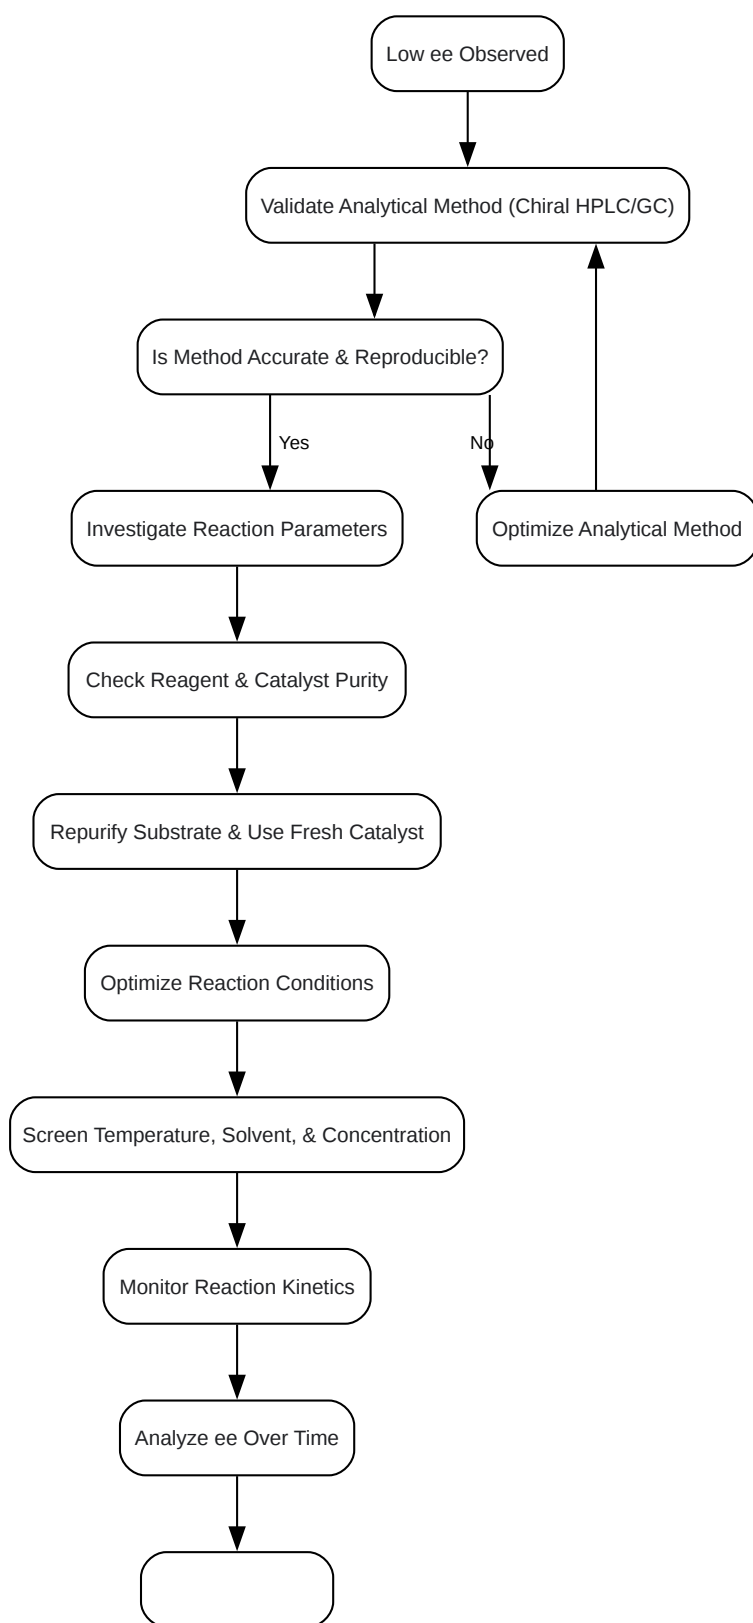 Low ee Observed
Validate Analytical Method (Chiral HPLC/GC)
Is Method Accurate & Reproducible?
Yes
No
Investigate Reaction Parameters
Optimize Analytical Method
Check Reagent & Catalyst Purity
Repurify Substrate & Use Fresh Catalyst
Optimize Reaction Conditions
Screen Temperature, Solvent, & Concentration
Monitor Reaction Kinetics
Analyze ee Over Time